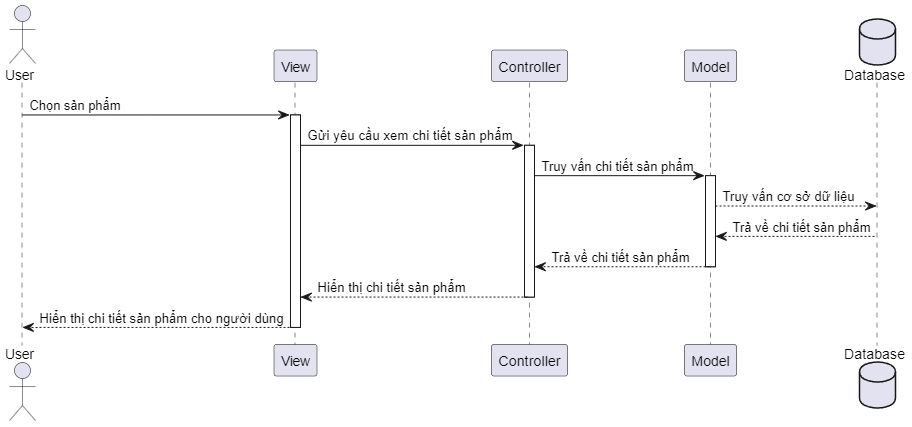 User
View
Controller
Model
Database
Chọn sản phẩm
Gửi yêu cầu xem chi tiết sản phẩm
Truy vấn chi tiết sản phẩm
Truy vấn cơ sở dữ liệu
Trả về chi tiết sản phẩm
Trả về chi tiết sản phẩm
Hiển thị chi tiết sản phẩm
Hiển thị chi tiết sản phẩm cho người dùng
User
View
Controller
Model
Database